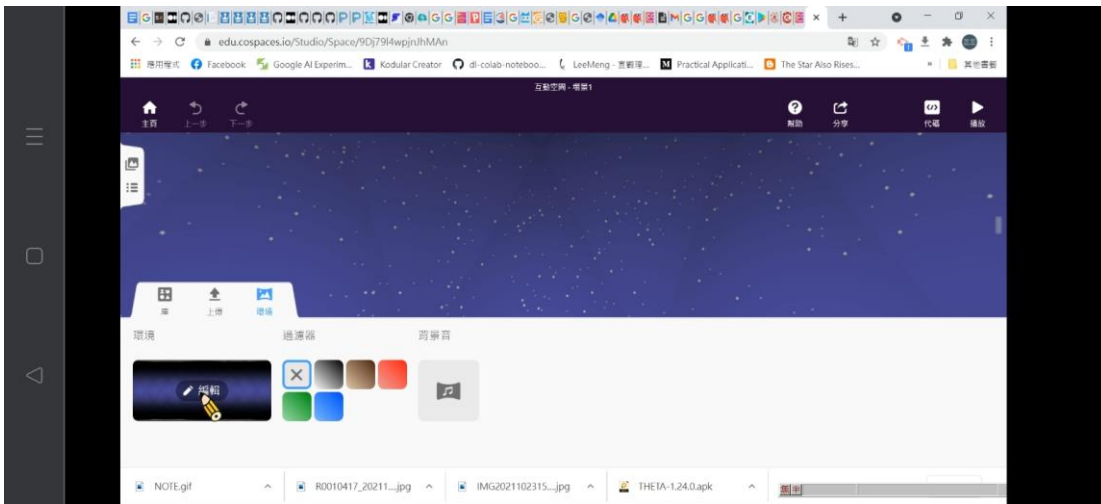 edu.cospaces.io/Studio/Space/9Dj79l4wpjnJhMAn
應用程式 Facebook Google AI Experim... Kodular Creator dl-colab-noteboo... LeeMeng - Practical Applicati... The Star Also Rises... » 其他書籤
互動空間 - 場景1
主頁 上一步 下一步 幫助 分享 代碼 播放
庫 上傳 環境
環境 過濾器 背景音
編輯
NOTE.gif R0010417_20211....jpg IMG2021102315....jpg THETA-1.24.0.apk